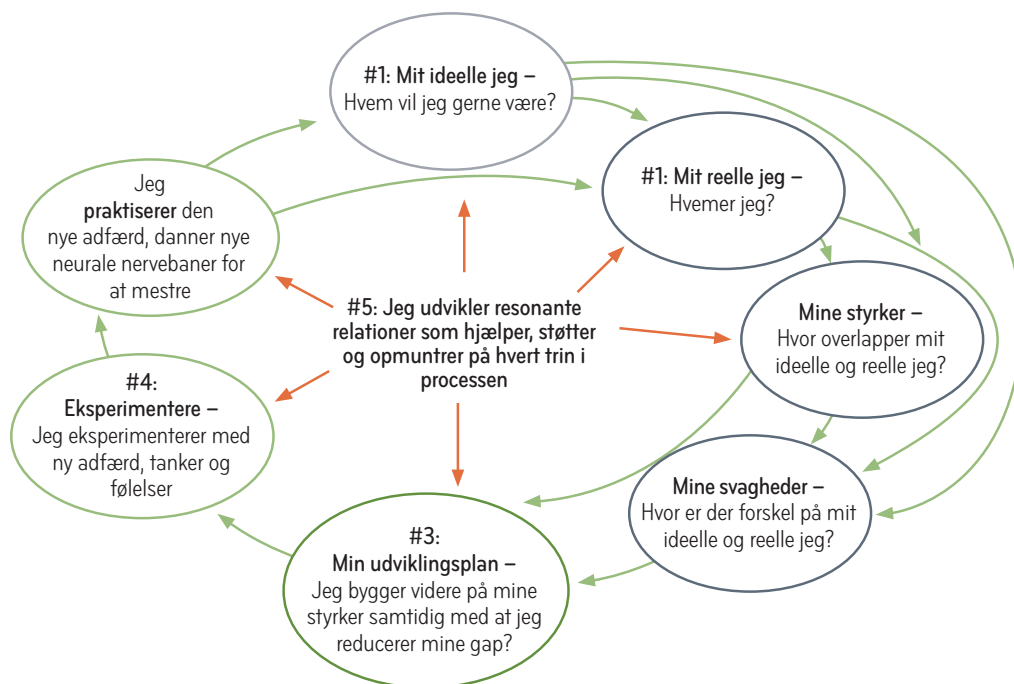 #1: Mit ideelle jeg –
Hvem vil jeg gerne være?
#1: Mit reelle jeg –
Hvemer jeg?
Mine styrker –
Hvor overlapper mit
ideelle og reelle jeg?
Mine svagheder –
Hvor er der forskel på mit
ideelle og reelle jeg?
#3:
Min udviklingsplan –
Jeg bygger videre på mine
styrker samtidig med at jeg
reducerer mine gap?
#4:
Eksperimentere –
Jeg eksperimenterer med
ny adfærd, tanker og
følelser
Jeg
praktiserer den
nye adfærd, danner nye
neurale nervebaner for
at mestre
#5: Jeg udvikler resonante
relationer som hjælper, støtter
og opmuntrer på hvert trin i
processen